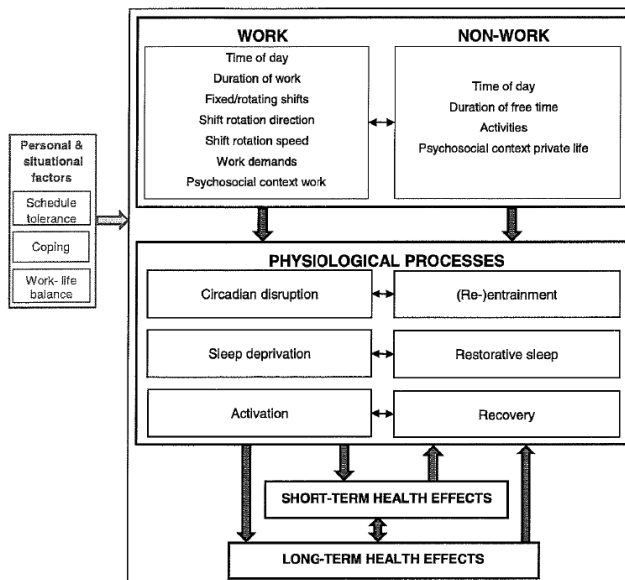 WORK
Time of day
Duration of work
Fixed/rotating shifts
Shift rotation direction
Shift rotation speed
Work demands
Psychosocial context work
NON-WORK
Time of day
Duration of free time
Activities
Psychosocial context private life
Personal &
situational
factors
Schedule
tolerance
Coping
Work- life
balance
PHYSIOLOGICAL PROCESSES
Circadian disruption
(Re-)entrainment
Sleep deprivation
Restorative sleep
Activation
Recovery
SHORT-TERM HEALTH EFFECTS
LONG-TERM HEALTH EFFECTS